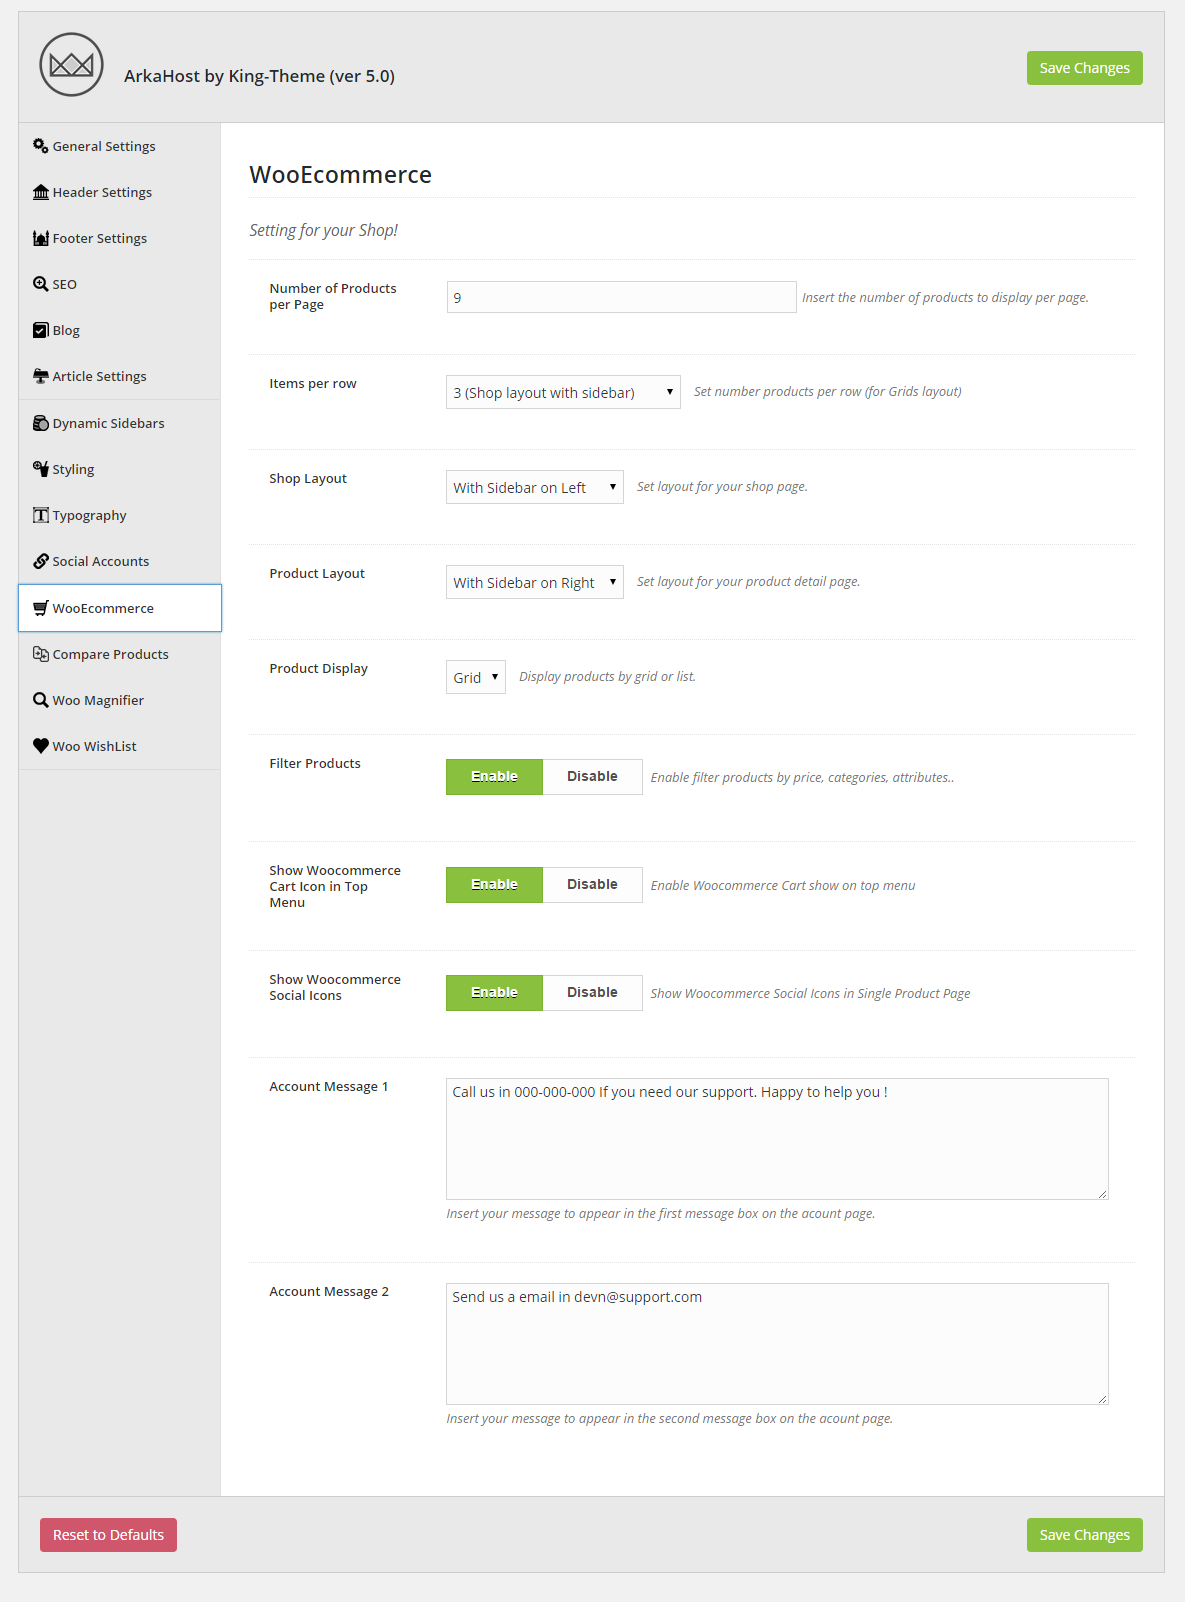 ArkaHost by King-Theme (ver 5.0)
Save Changes
General Settings
Header Settings
Footer Settings
SEO
Blog
Article Settings
Dynamic Sidebars
Styling
Typography
Social Accounts
WooEcommerce
Compare Products
Woo Magnifier
Woo WishList
WooEcommerce
Setting for your Shop!
Number of Products
per Page
9
Insert the number of products to display per page.
Items per row
3 (Shop layout with sidebar)
Set number products per row (for Grids layout)
Shop Layout
With Sidebar on Left
Set layout for your shop page.
Product Layout
With Sidebar on Right
Set layout for your product detail page.
Product Display
Grid
Display products by grid or list.
Filter Products
Enable
Disable
Enable filter products by price, categories, attributes..
Show Woocommerce
Cart Icon in Top
Menu
Enable
Disable
Enable Woocommerce Cart show on top menu
Show Woocommerce
Social Icons
Enable
Disable
Show Woocommerce Social Icons in Single Product Page
Account Message 1
Call us in 000-000-000 If you need our support. Happy to help you !
Insert your message to appear in the first message box on the acount page.
Account Message 2
Send us a email in devn@support.com
Insert your message to appear in the second message box on the acount page.
Reset to Defaults
Save Changes